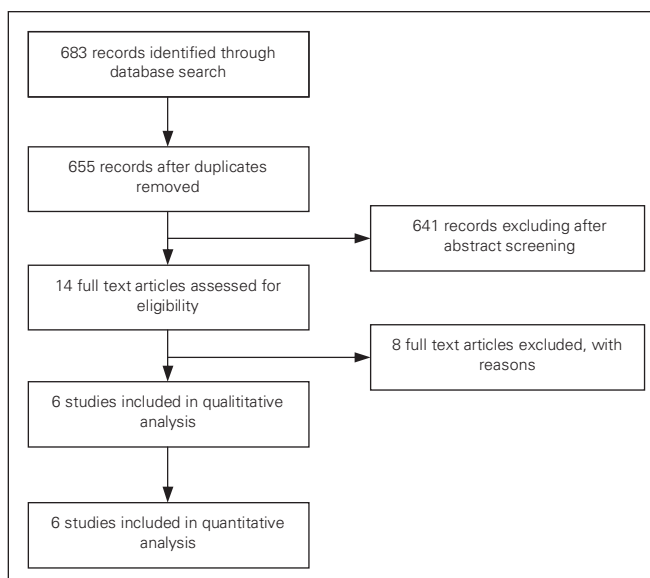 683 records identified through
database search
655 records after duplicates
removed
641 records excluding after
abstract screening
14 full text articles assessed for
eligibility
8 full text articles excluded, with
reasons
6 studies included in qualititative
analysis
6 studies included in quantitative
analysis